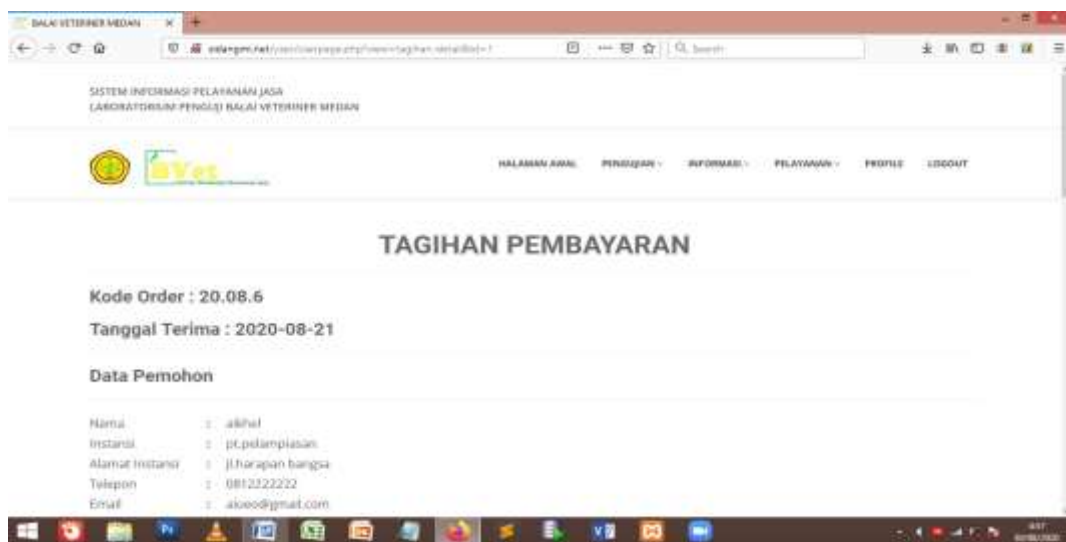 BALAI VETERINER MEDAN
Search
SISTEM INFORMASI PELAYANAN JASA
LABORATORIUM PENGUJI BALAI VETERINER MEDAN
BVet
HALAMAN AWAL PENGUJIAN INFORMASI PELAYANAN PROFILE LOGOUT
TAGIHAN PEMBAYARAN
Kode Order : 20.08.6
Tanggal Terima : 2020-08-21
Data Pemohon
Nama :
Instansi : pt.pelampiasan
Alamat Instansi : jl.harapan bangsa
Telepon : 0812222222
Email : aiueo@gmail.com